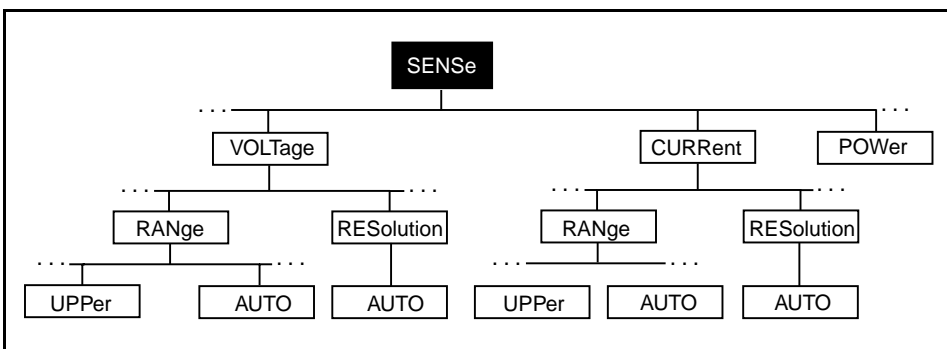 SENSe
. . . . . .
VOLTage CURRent POWer
. . . . . . . . . . . .
RANge RESolution RANge RESolution
. . . . . . . . . . . .
UPPer AUTO AUTO UPPer AUTO AUTO